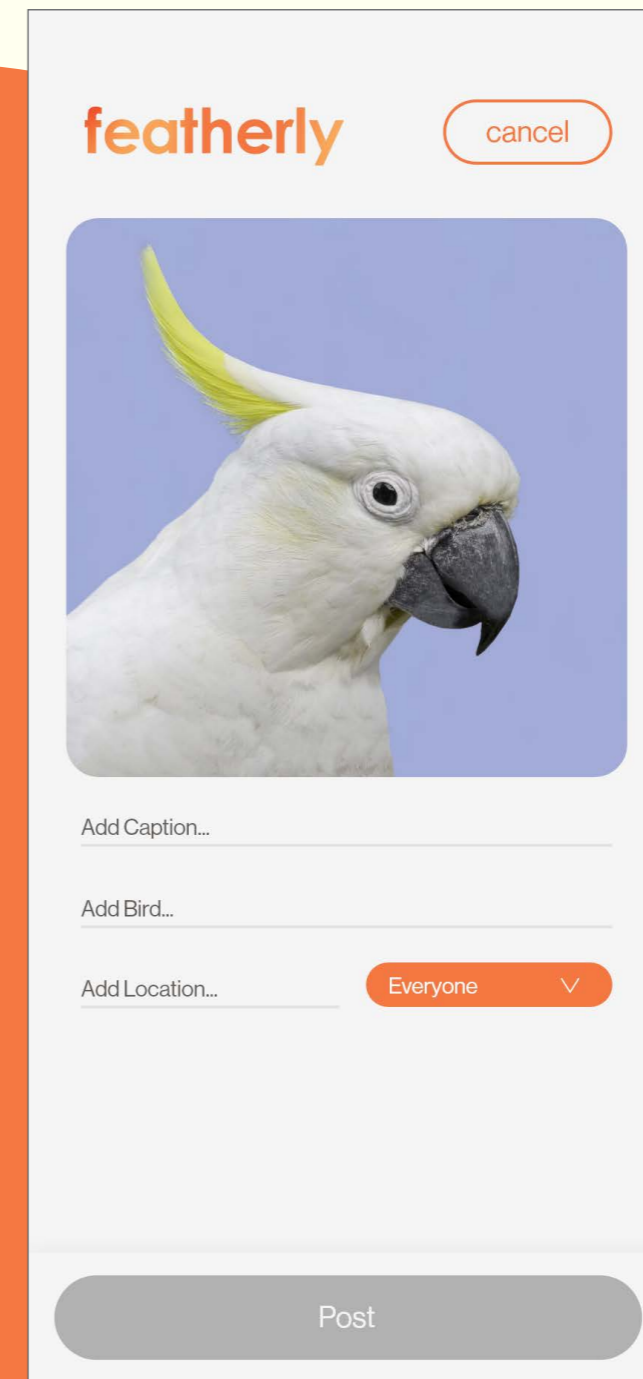 featherly
cancel
Add Caption...
Add Bird...
Add Location...
Everyone
Post